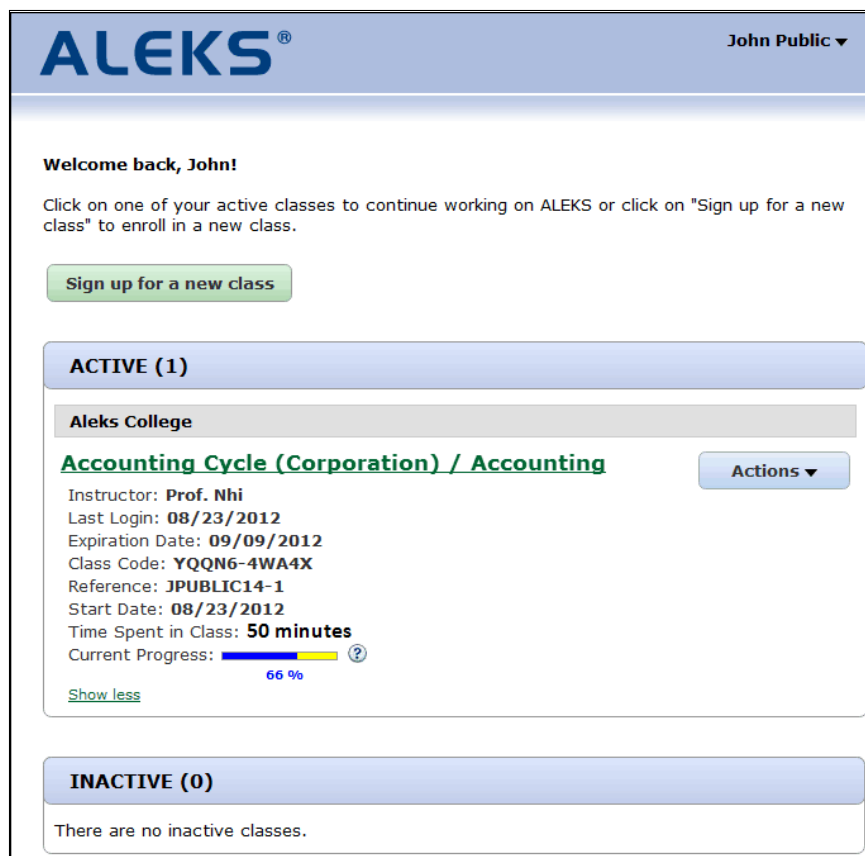 ALEKS®
John Public
Welcome back, John!
Click on one of your active classes to continue working on ALEKS or click on "Sign up for a new
class" to enroll in a new class.
Sign up for a new class
ACTIVE (1)
Aleks College
Accounting Cycle (Corporation) / Accounting
Actions
Instructor: Prof. Nhi
Last Login: 08/23/2012
Expiration Date: 09/09/2012
Class Code: YQQN6-4WA4X
Reference: JPUBLIC14-1
Start Date: 08/23/2012
Time Spent in Class: 50 minutes
Current Progress: ?
66 %
Show less
INACTIVE (0)
There are no inactive classes.